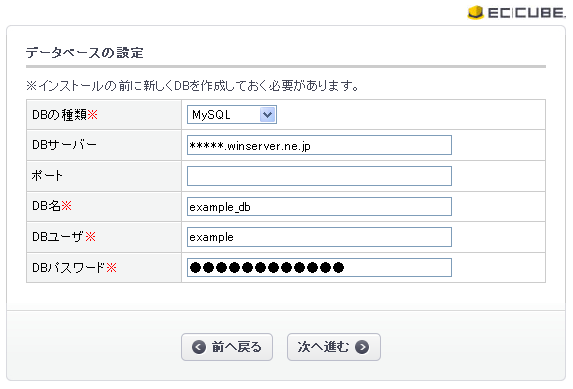 EC CUBE
データベースの設定
※インストールの前に新しくDBを作成しておく必要があります。
DBの種類※ MySQL
DBサーバー *****.winserver.ne.jp
ポート
DB名※ example_db
DBユーザ※ example
DBパスワード※ ●●●●●●●●●●●●
前へ戻る 次へ進む